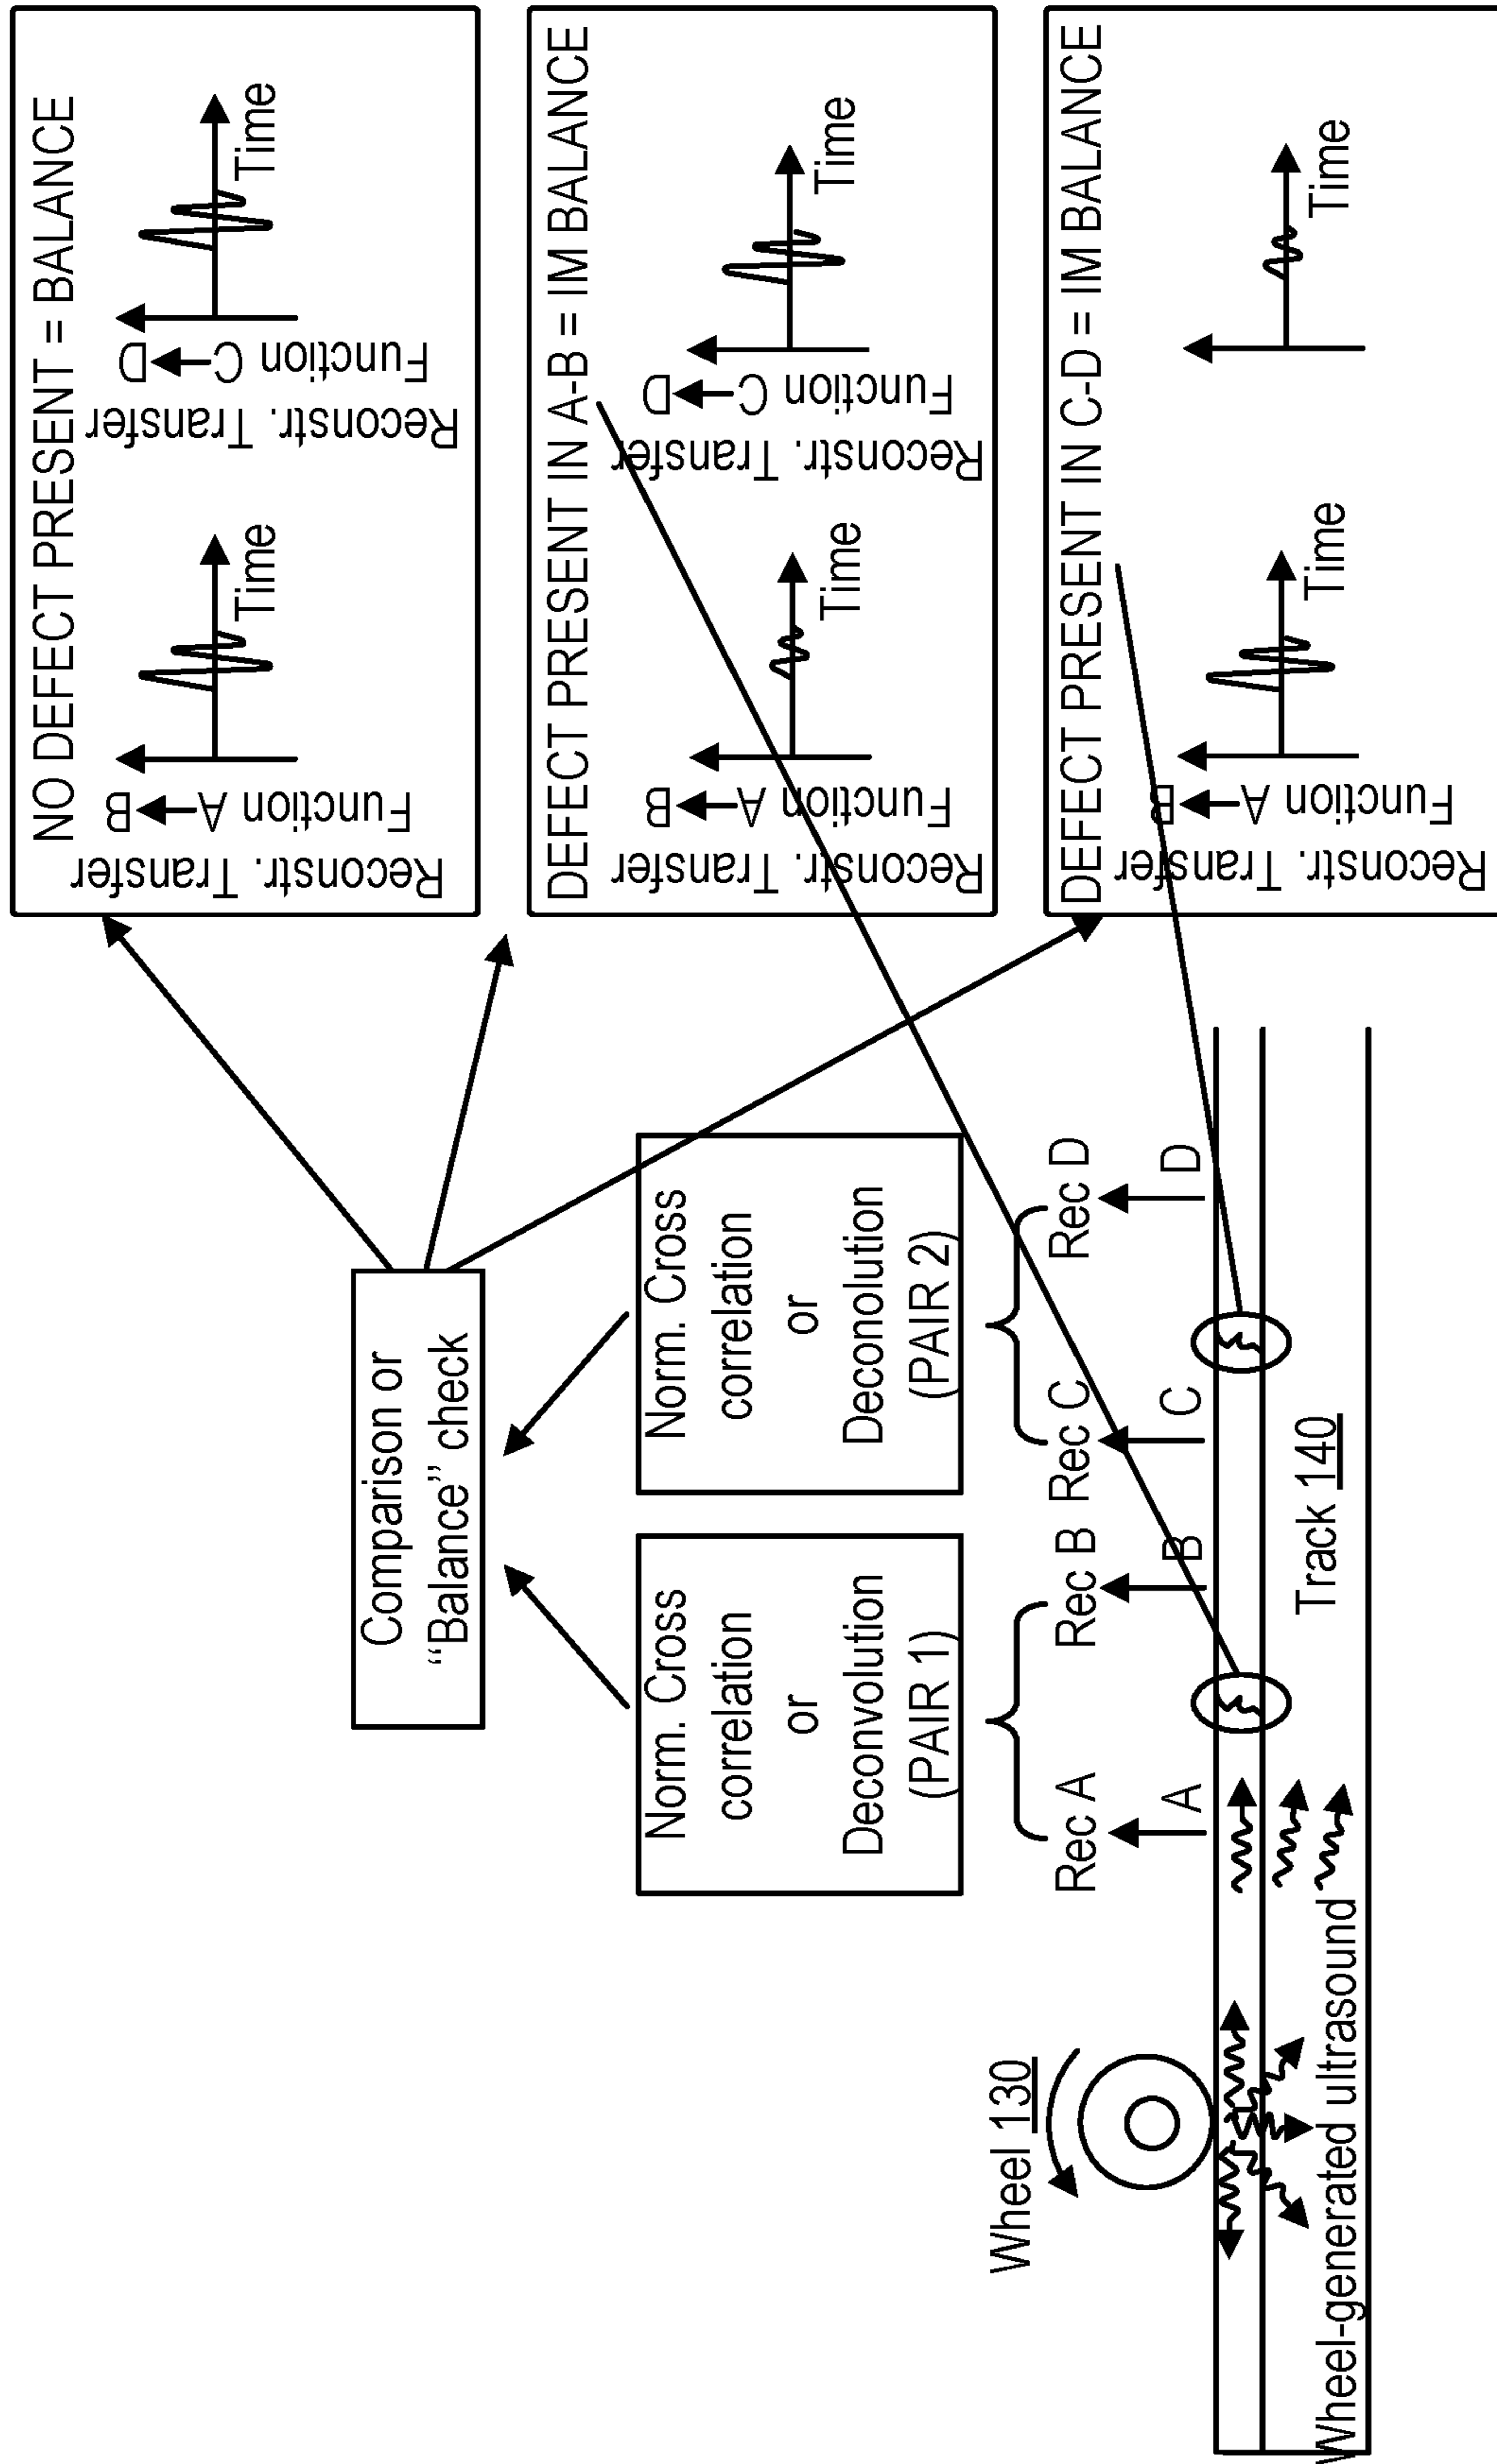 NO DEFECT PRESENT = BALANCE
Reconstr. Transfer
Function A→B
Time
Reconstr. Transfer
Function C→D
Time
DEFECT PRESENT IN A-B = IM BALANCE
Reconstr. Transfer
Function A→B
Time
Reconstr. Transfer
Function C→D
Time
DEFECT PRESENT IN C-D = IM BALANCE
Reconstr. Transfer
Function A→B
Time
Time
Comparison or
“Balance” check
Norm. Cross
correlation
or
Deconvolution
(PAIR 1)
Norm. Cross
correlation
or
Deconolution
(PAIR 2)
Rec A
Rec B
Rec C
Rec D
A
B
C
D
Wheel 130
Track 140
Wheel-generated ultrasound